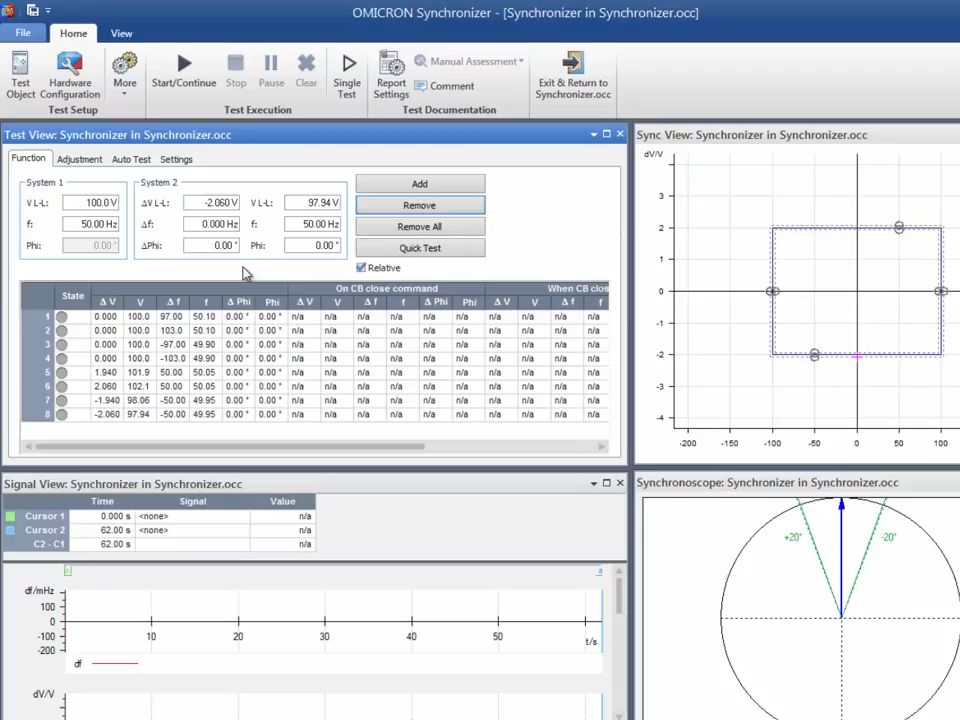 OMICRON Synchronizer - [Synchronizer in Synchronizer.occ]
File Home View
Test Object
Hardware Configuration
More
Start/Continue
Stop
Pause
Clear
Single Test
Report Settings
Manual Assessment
Comment
Exit & Return to Synchronizer.occ
Test Setup Test Execution Test Documentation
Test View: Synchronizer in Synchronizer.occ
Function Adjustment Auto Test Settings
System 1
V L-L: 100.0 V
f: 50.00 Hz
Phi: 0.00 °
System 2
ΔV L-L: -2.060 V V L-L: 97.94 V
Δf: 0.000 Hz f: 50.00 Hz
ΔPhi: 0.00 ° Phi: 0.00 °
Add
Remove
Remove All
Quick Test
Relative
State On CB close command When CB clos
Δ V V Δ f f Δ Phi Phi Δ V V Δ f f Δ Phi Phi Δ V V Δ f f
1 0.000 100.0 97.00 50.10 0.00 ° 0.00 ° n/a n/a n/a n/a n/a n/a n/a n/a n/a n/a
2 0.000 100.0 103.0 50.10 0.00 ° 0.00 ° n/a n/a n/a n/a n/a n/a n/a n/a n/a n/a
3 0.000 100.0 -97.00 49.90 0.00 ° 0.00 ° n/a n/a n/a n/a n/a n/a n/a n/a n/a n/a
4 0.000 100.0 -103.0 49.90 0.00 ° 0.00 ° n/a n/a n/a n/a n/a n/a n/a n/a n/a n/a
5 1.940 101.9 50.00 50.05 0.00 ° 0.00 ° n/a n/a n/a n/a n/a n/a n/a n/a n/a n/a
6 2.060 102.1 50.00 50.05 0.00 ° 0.00 ° n/a n/a n/a n/a n/a n/a n/a n/a n/a n/a
7 -1.940 98.06 -50.00 49.95 0.00 ° 0.00 ° n/a n/a n/a n/a n/a n/a n/a n/a n/a n/a
8 -2.060 97.94 -50.00 49.95 0.00 ° 0.00 ° n/a n/a n/a n/a n/a n/a n/a n/a n/a n/a
Sync View: Synchronizer in Synchronizer.occ
dV/V
3
2
1
0
-1
-2
-3
-4
-200 -150 -100 -50 0 50 100
Signal View: Synchronizer in Synchronizer.occ
Time Signal Value
Cursor 1 0.000 s <none> n/a
Cursor 2 62.00 s <none> n/a
C2 - C1 62.00 s n/a
df/mHz
100
0
-100
-200
10 20 30 40 50
t/s
df
dV/V
Synchronoscope: Synchronizer in Synchronizer.occ
+20° -20°